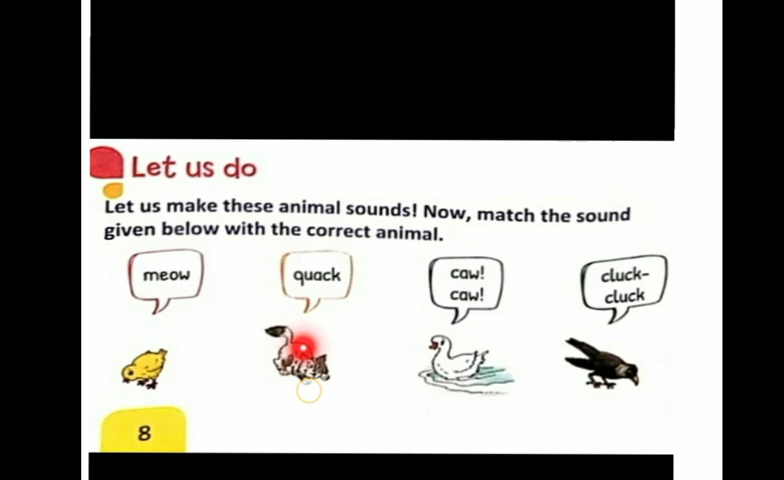 Let us do
Let us make these animal sounds! Now, match the sound
given below with the correct animal.
meow
quack
caw!
caw!
cluck-
cluck
8